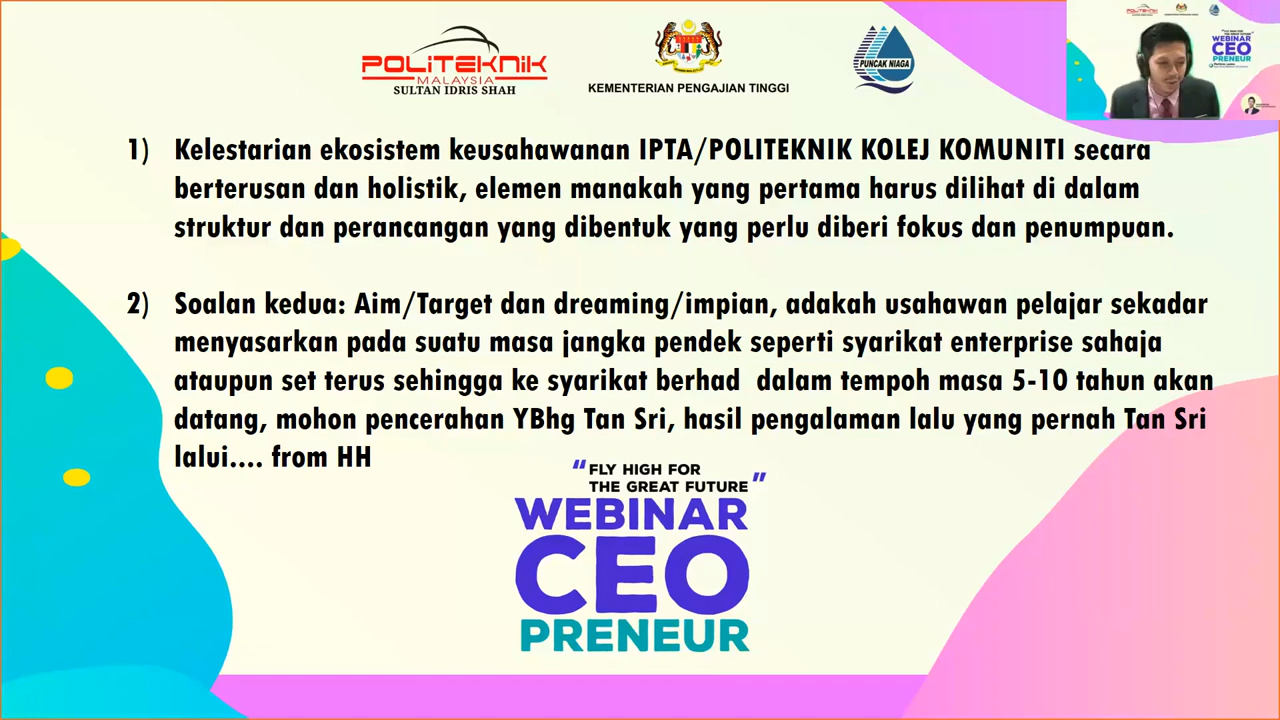 POLITEKNIK
MALAYSIA
SULTAN IDRIS SHAH
KEMENTERIAN PENGAJIAN TINGGI
PUNCAK NIAGA
WEBINAR
CEO
PRENEUR
1) Kelestarian ekosistem keusahawanan IPTA/POLITEKNIK KOLEJ KOMUNITI secara
berterusan dan holistik, elemen manakah yang pertama harus dilihat di dalam
struktur dan perancangan yang dibentuk yang perlu diberi fokus dan penumpuan.
2) Soalan kedua: Aim/Target dan dreaming/impian, adakah usahawan pelajar sekadar
menyasarkan pada suatu masa jangka pendek seperti syarikat enterprise sahaja
ataupun set terus sehingga ke syarikat berhad dalam tempoh masa 5-10 tahun akan
datang, mohon pencerahan YBhg Tan Sri, hasil pengalaman lalu yang pernah Tan Sri
lalui.... from HH
“FLY HIGH FOR
THE GREAT FUTURE”
WEBINAR
CEO
PRENEUR